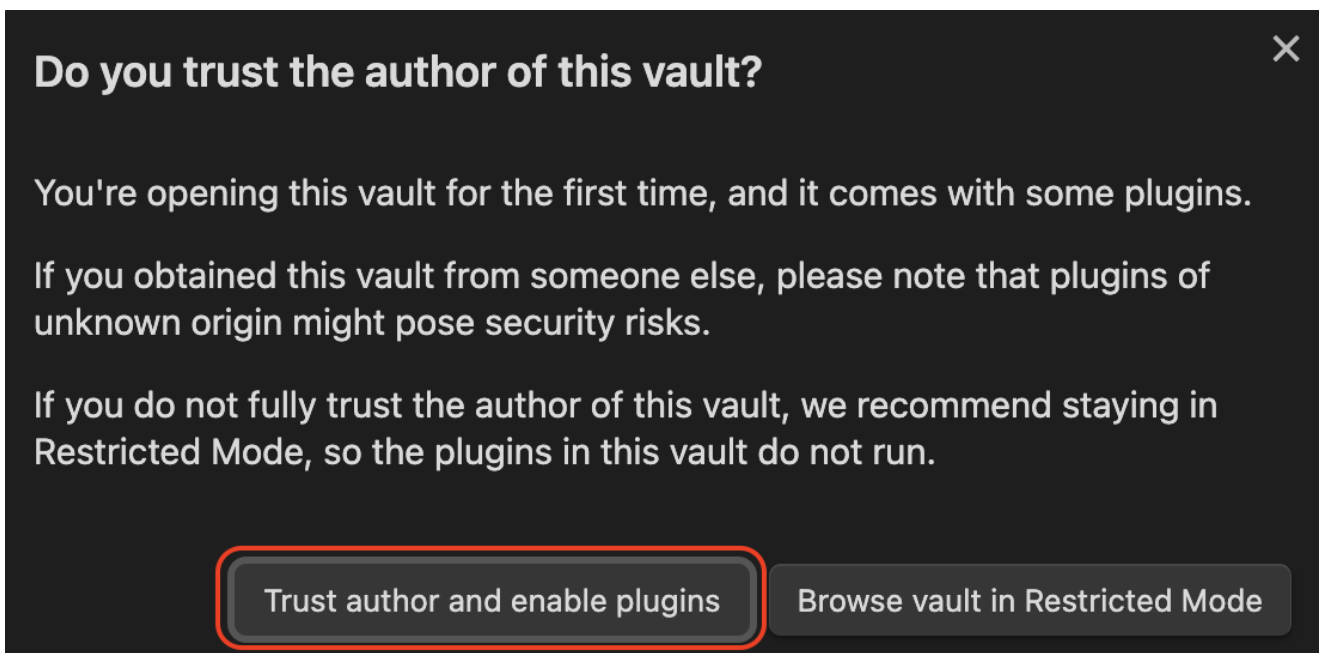 Do you trust the author of this vault?
You're opening this vault for the first time, and it comes with some plugins.
If you obtained this vault from someone else, please note that plugins of
unknown origin might pose security risks.
If you do not fully trust the author of this vault, we recommend staying in
Restricted Mode, so the plugins in this vault do not run.
Trust author and enable plugins
Browse vault in Restricted Mode